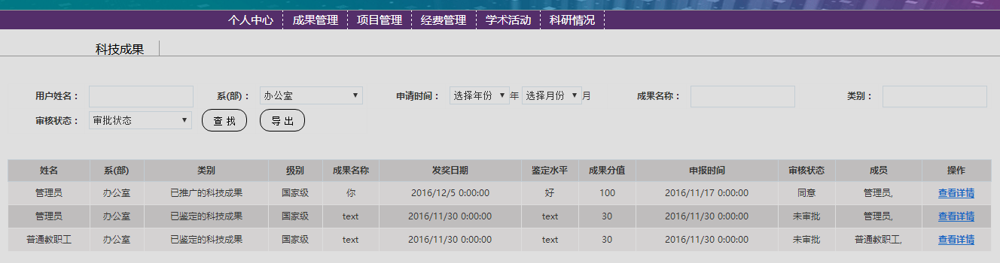 个人中心 成果管理 项目管理 经费管理 学术活动 科研情况
科技成果
用户姓名： 系(部)： 办公室 申请时间： 选择年份 年 选择月份 月 成果名称： 类别：
审核状态： 审批状态 查 找 导 出
姓名 系(部) 类别 级别 成果名称 发奖日期 鉴定水平 成果分值 申报时间 审核状态 成员 操作
管理员 办公室 已推广的科技成果 国家级 你 2016/12/5 0:00:00 好 100 2016/11/17 0:00:00 同意 管理员, 查看详情
管理员 办公室 已鉴定的科技成果 国家级 text 2016/11/30 0:00:00 text 30 2016/11/30 0:00:00 未审批 管理员, 查看详情
普通教职工 办公室 已鉴定的科技成果 国家级 text 2016/11/30 0:00:00 text 30 2016/11/30 0:00:00 未审批 普通教职工, 查看详情